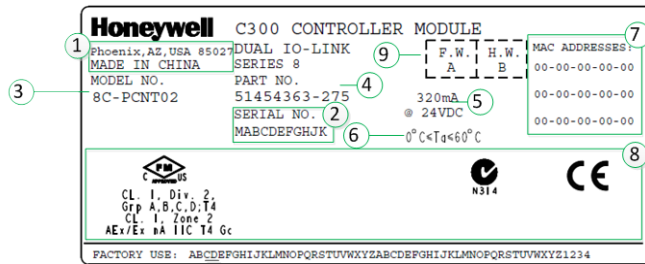 Honeywell C300 CONTROLLER MODULE
7
1
Phoenix,AZ,USA 85027
MADE IN CHINA
DUAL IO-LINK
SERIES 8
9
F.W.
A
H.W.
B
MAC ADDRESSES:
00-00-00-00-00
00-00-00-00-00
00-00-00-00-00
3
MODEL NO.
8C-PCNT02
PART NO.
51454363-275
4
320mA
@ 24VDC
5
SERIAL NO.
MABCDEFGHJK
2
6
0°C<Ta<60°C
8
FM
APPROVED
C US
CL. I, Div. 2,
Grp A,B,C,D;T4
CL. I, Zone 2
AEx/Ex nA IIC T4 Gc
N314
CE
FACTORY USE: ABCDEFGHIJKLMNOPQRSTUVWXYZABCDEFGHIJKLMNOPQRSTUVWXYZ1234